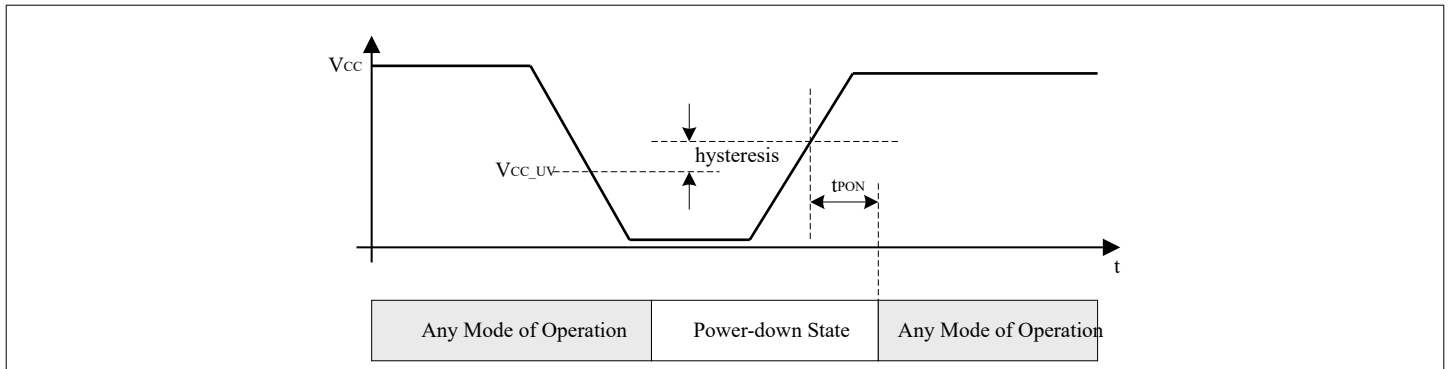 VCC
hysteresis
VCC_UV
tPON
t
Any Mode of Operation
Power-down State
Any Mode of Operation